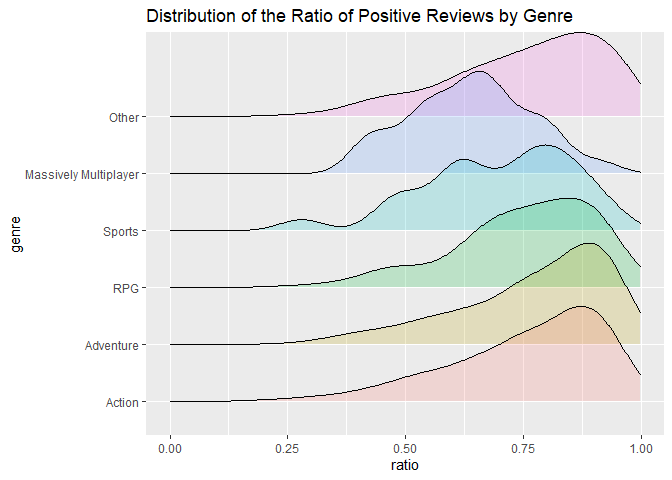 Distribution of the Ratio of Positive Reviews by Genre
Other
Massively Multiplayer
Sports
RPG
Adventure
Action
genre
0.00
0.25
0.50
0.75
1.00
ratio